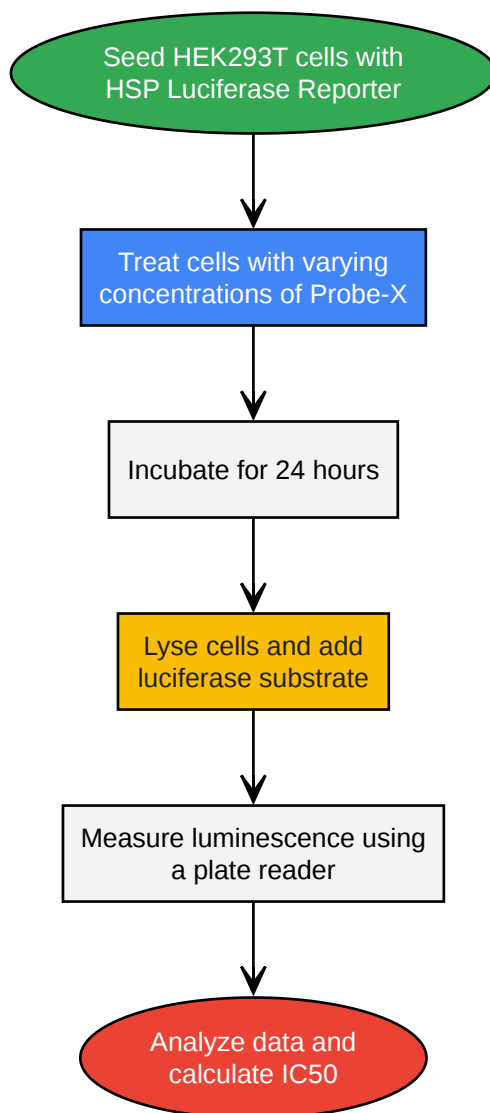 Seed HEK293T cells with
HSP Luciferase Reporter
Treat cells with varying
concentrations of Probe-X
Incubate for 24 hours
Lyse cells and add
luciferase substrate
Measure luminescence using
a plate reader
Analyze data and
calculate IC50